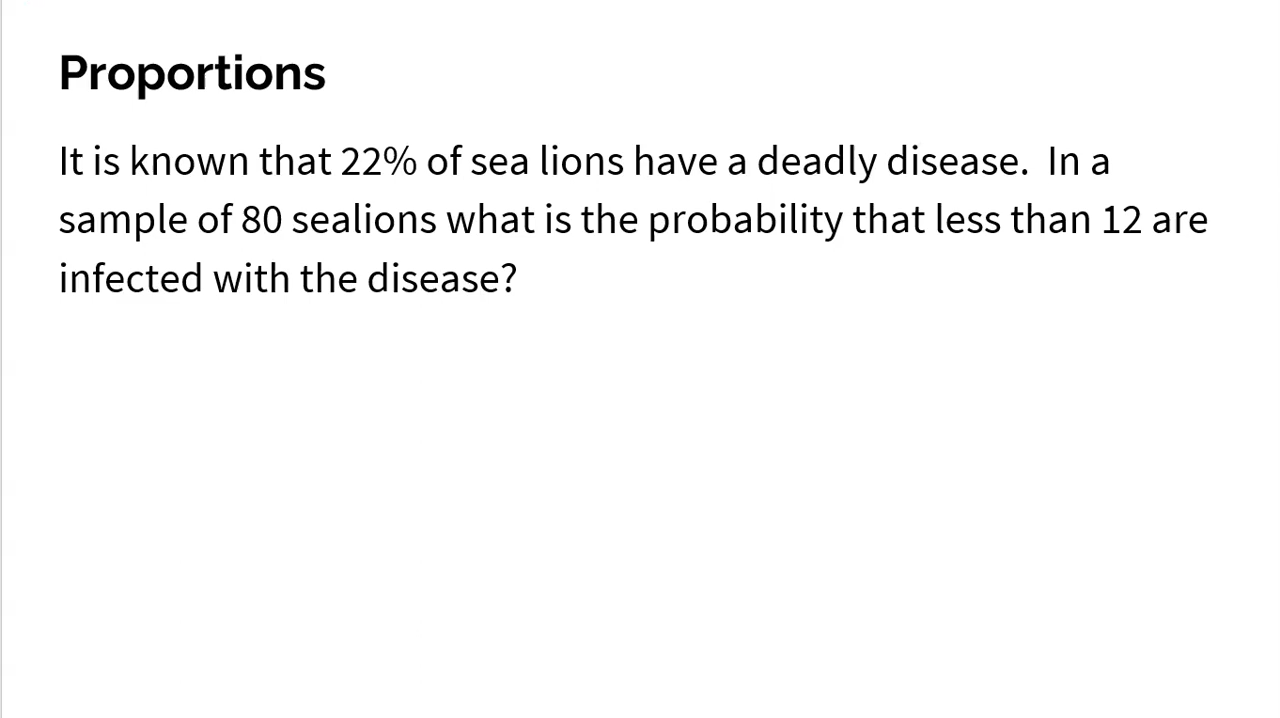 Proportions
It is known that 22% of sea lions have a deadly disease.  In a
sample of 80 sealions what is the probability that less than 12 are
infected with the disease?